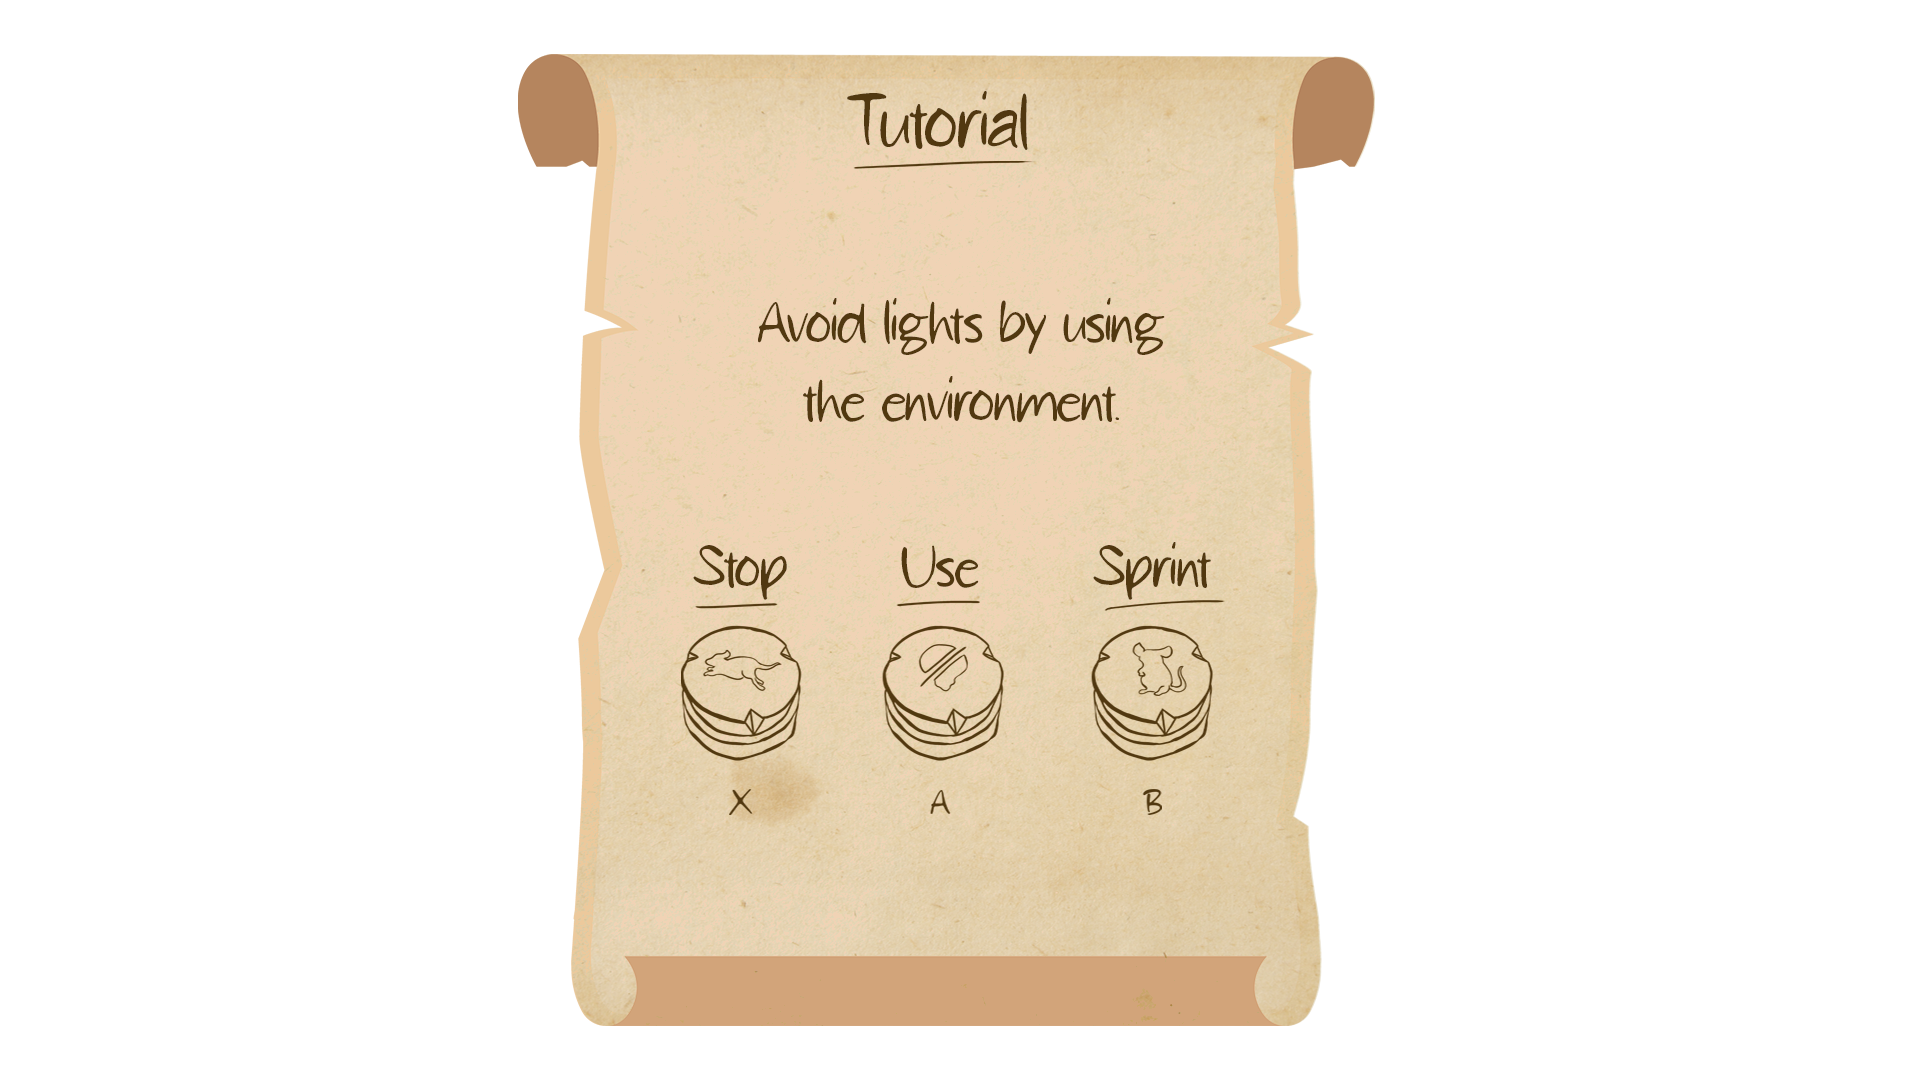 Tutorial
Avoid lights by using
the environment.
Stop Use Sprint
X A B